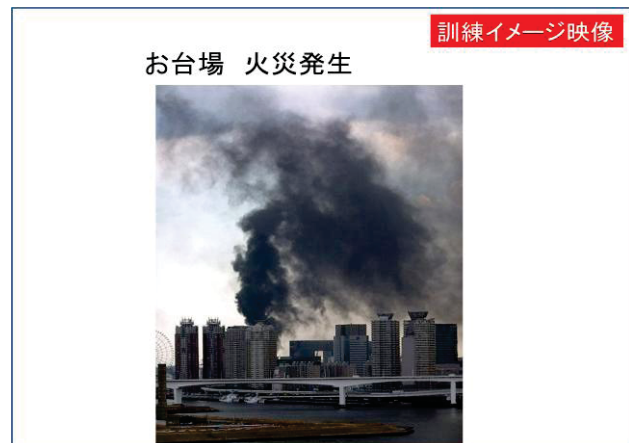 訓練イメージ映像
お台場　火災発生